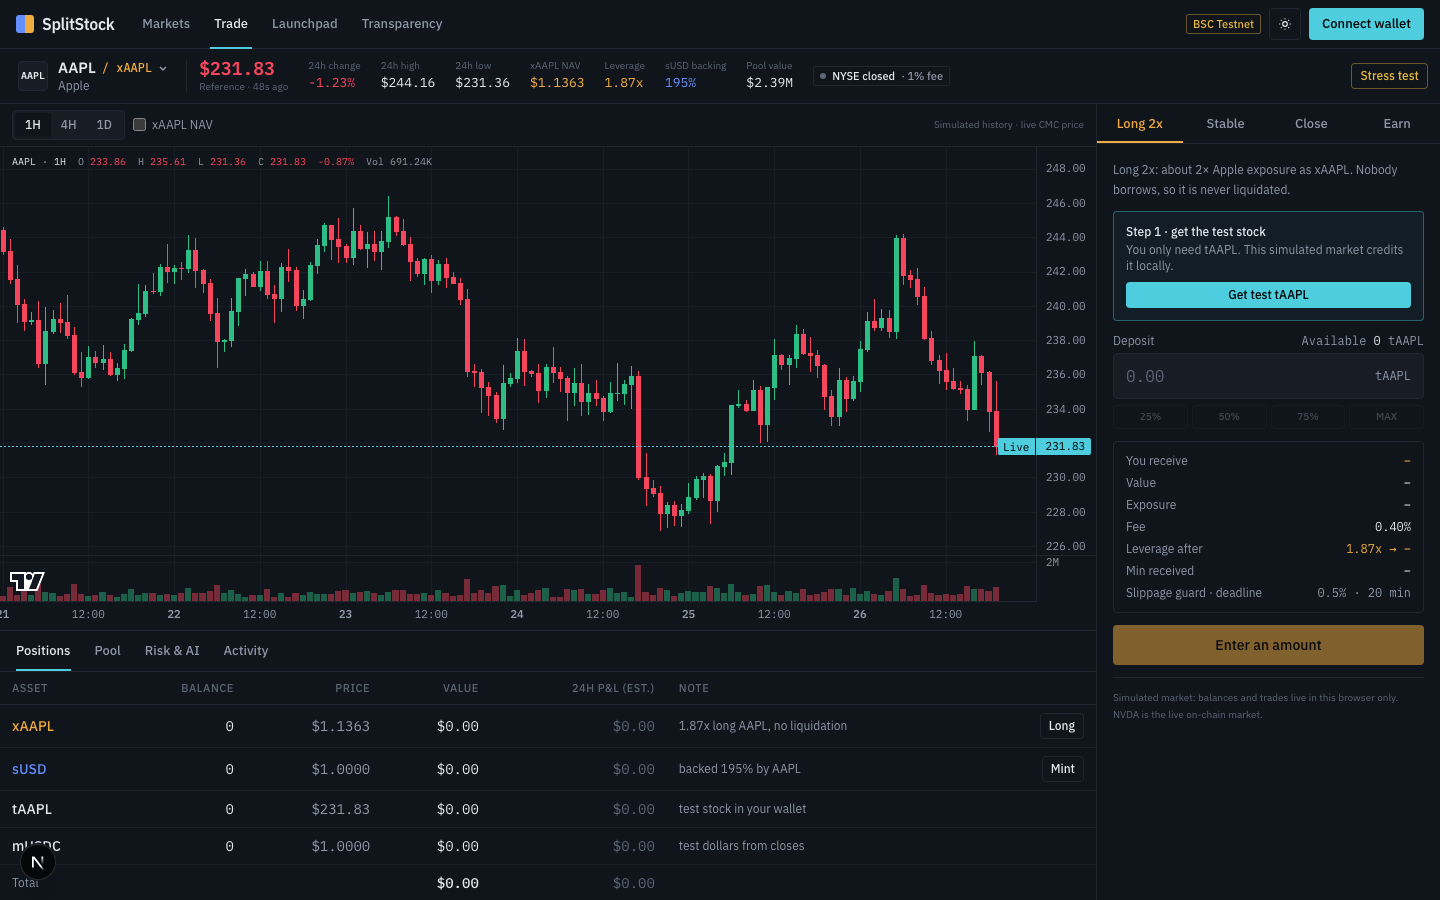 SplitStock
Markets
Trade
Launchpad
Transparency
BSC Testnet
Connect wallet
AAPL
AAPL / xAAPL
Apple
$231.83
Reference · 48s ago
24h change
-1.23%
24h high
$244.16
24h low
$231.36
xAAPL NAV
$1.1363
Leverage
1.87x
sUSD backing
195%
Pool value
$2.39M
NYSE closed · 1% fee
Stress test
1H 4H 1D
xAAPL NAV
Simulated history · live CMC price
AAPL · 1H O 233.86 H 235.61 L 231.36 C 231.83 -0.87% Vol 691.24K
248.00
246.00
244.00
242.00
240.00
238.00
236.00
234.00
Live 231.83
230.00
228.00
226.00
2M
21 12:00 22 12:00 23 12:00 24 12:00 25 12:00 26 12:00
Long 2x
Stable
Close
Earn
Long 2x: about 2× Apple exposure as xAAPL. Nobody
borrows, so it is never liquidated.
Step 1 · get the test stock
You only need tAAPL. This simulated market credits
it locally.
Get test tAAPL
Deposit
Available 0 tAAPL
0.00 tAAPL
25% 50% 75% MAX
You receive –
Value –
Exposure –
Fee 0.40%
Leverage after 1.87x → –
Min received –
Slippage guard · deadline 0.5% · 20 min
Enter an amount
Simulated market: balances and trades live in this browser only.
NVDA is the live on-chain market.
Positions
Pool
Risk & AI
Activity
ASSET BALANCE PRICE VALUE 24H P&L (EST.) NOTE
xAAPL 0 $1.1363 $0.00 $0.00 1.87x long AAPL, no liquidation Long
sUSD 0 $1.0000 $0.00 $0.00 backed 195% by AAPL Mint
tAAPL 0 $231.83 $0.00 $0.00 test stock in your wallet
mUSDC 0 $1.0000 $0.00 $0.00 test dollars from closes
N
Total $0.00 $0.00